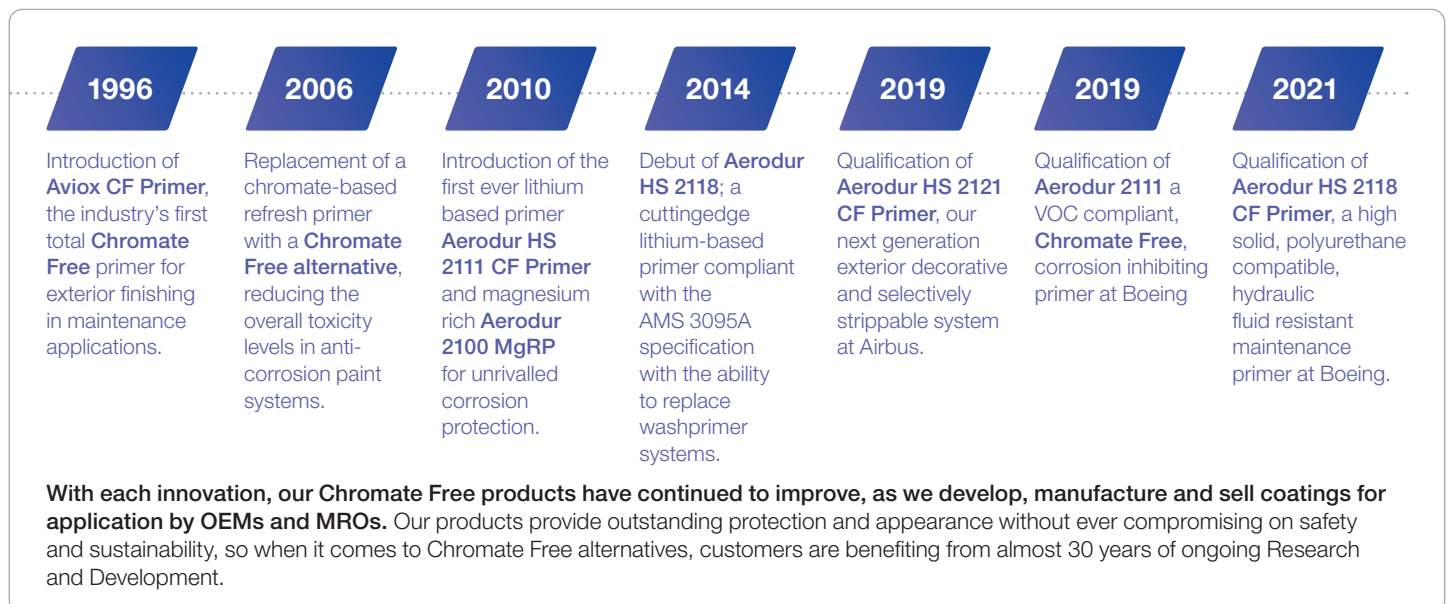 1996
Introduction of
Aviox CF Primer,
the industry's first
total Chromate
Free primer for
exterior finishing
in maintenance
applications.
2006
Replacement of a
chromate-based
refresh primer
with a Chromate
Free alternative,
reducing the
overall toxicity
levels in anti-
corrosion paint
systems.
2010
Introduction of the
first ever lithium
based primer
Aerodur HS
2111 CF Primer
and magnesium
rich Aerodur
2100 MgRP
for unrivalled
corrosion
protection.
2014
Debut of Aerodur
HS 2118; a
cuttingedge
lithium-based
primer compliant
with the
AMS 3095A
specification
with the ability
to replace
washprimer
systems.
2019
Qualification of
Aerodur HS 2121
CF Primer, our
next generation
exterior decorative
and selectively
strippable system
at Airbus.
2019
Qualification of
Aerodur 2111 a
VOC compliant,
Chromate Free,
corrosion inhibiting
primer at Boeing
2021
Qualification of
Aerodur HS 2118
CF Primer, a high
solid, polyurethane
compatible,
hydraulic
fluid resistant
maintenance
primer at Boeing.
With each innovation, our Chromate Free products have continued to improve, as we develop, manufacture and sell coatings for
application by OEMs and MROs. Our products provide outstanding protection and appearance without ever compromising on safety
and sustainability, so when it comes to Chromate Free alternatives, customers are benefiting from almost 30 years of ongoing Research
and Development.